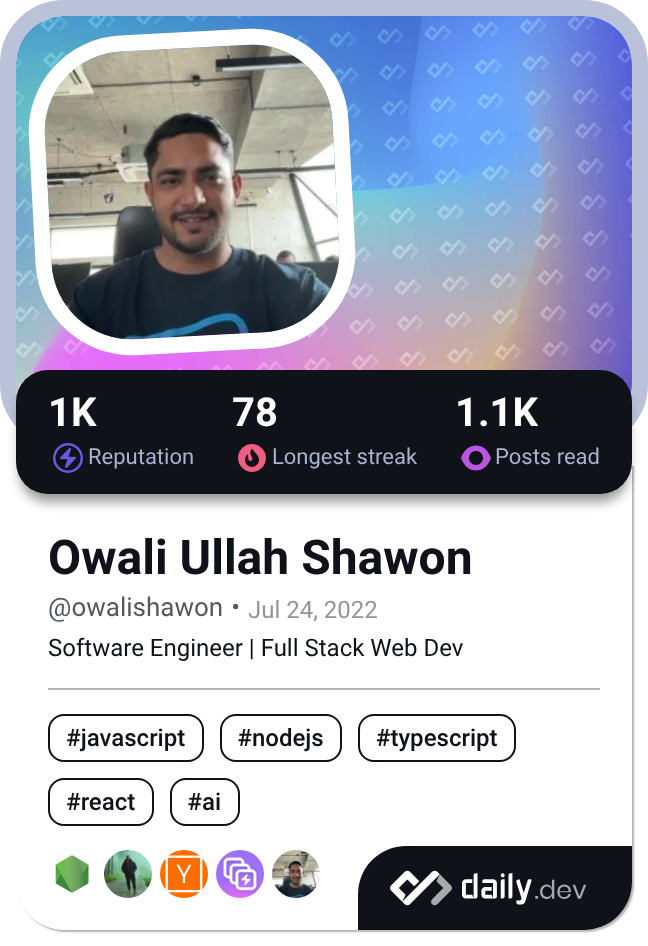 1K 78 1.1K
Reputation Longest streak Posts read
Owali Ullah Shawon
@owalishawon • Jul 24, 2022
Software Engineer | Full Stack Web Dev
#javascript #nodejs #typescript
#react #ai
Y
daily.dev